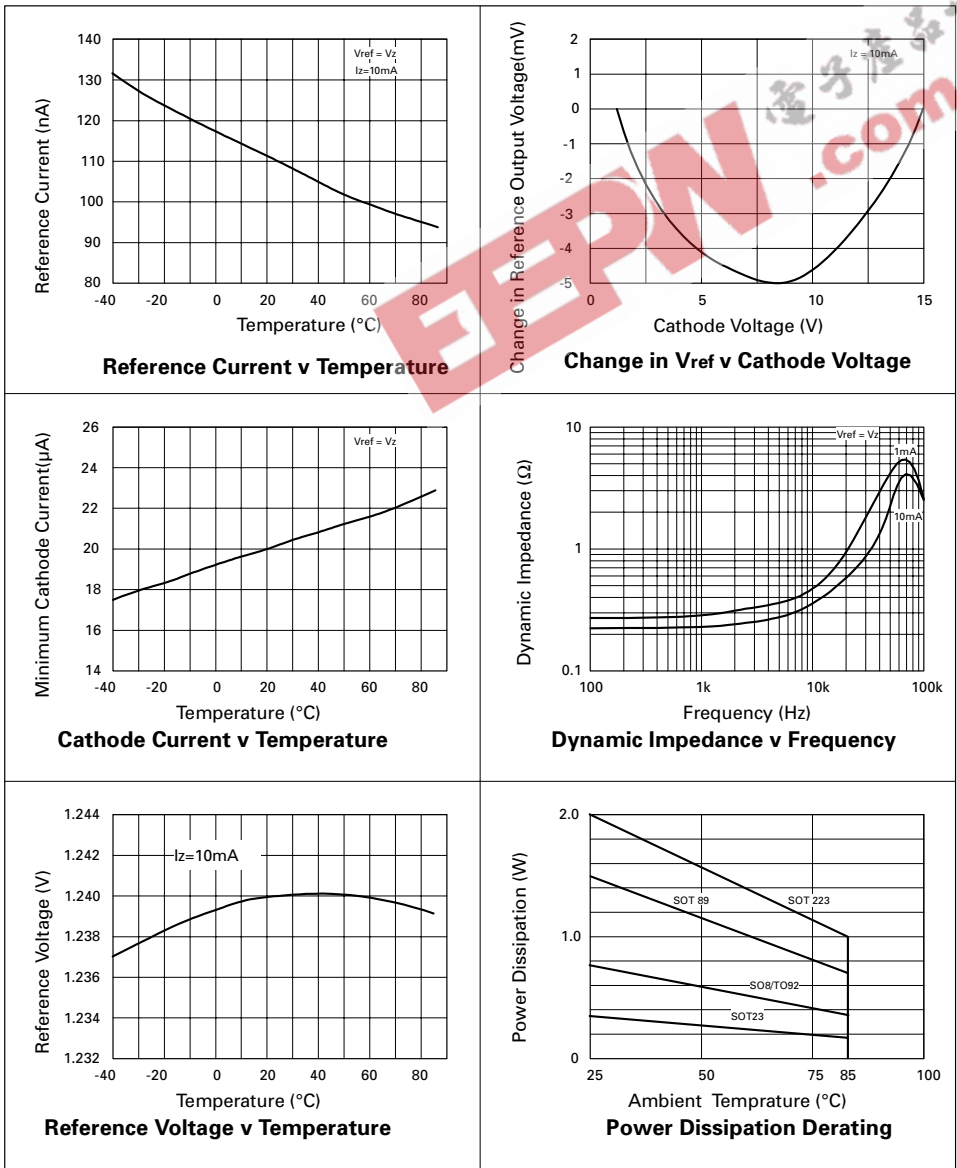 140
130
120
110
100
90
80
Reference Current (nA)
Vref = Vz
Iz=10mA
-40 -20 0 20 40 60 80
Temperature (°C)
Reference Current v Temperature
2
1
0
-1
-2
-3
-4
-5
Change in Reference Output Voltage(mV)
Iz = 10mA
0 5 10 15
Cathode Voltage (V)
Change in Vref v Cathode Voltage
EEPW
.com
電子產品
26
24
22
20
18
16
14
Minimum Cathode Current(µA)
Vref = Vz
-40 -20 0 20 40 60 80
Temperature (°C)
Cathode Current v Temperature
10
1
0.1
Dynamic Impedance (Ω)
Vref = Vz
1mA
10mA
100 1k 10k 100k
Frequency (Hz)
Dynamic Impedance v Frequency
1.244
1.242
1.240
1.238
1.236
1.234
1.232
Reference Voltage (V)
Iz=10mA
-40 -20 0 20 40 60 80
Temperature (°C)
Reference Voltage v Temperature
2.0
1.0
0
Power Dissipation (W)
SOT 89
SOT 223
SO8/TO92
SOT23
25 50 75 85 100
Ambient Temprature (°C)
Power Dissipation Derating